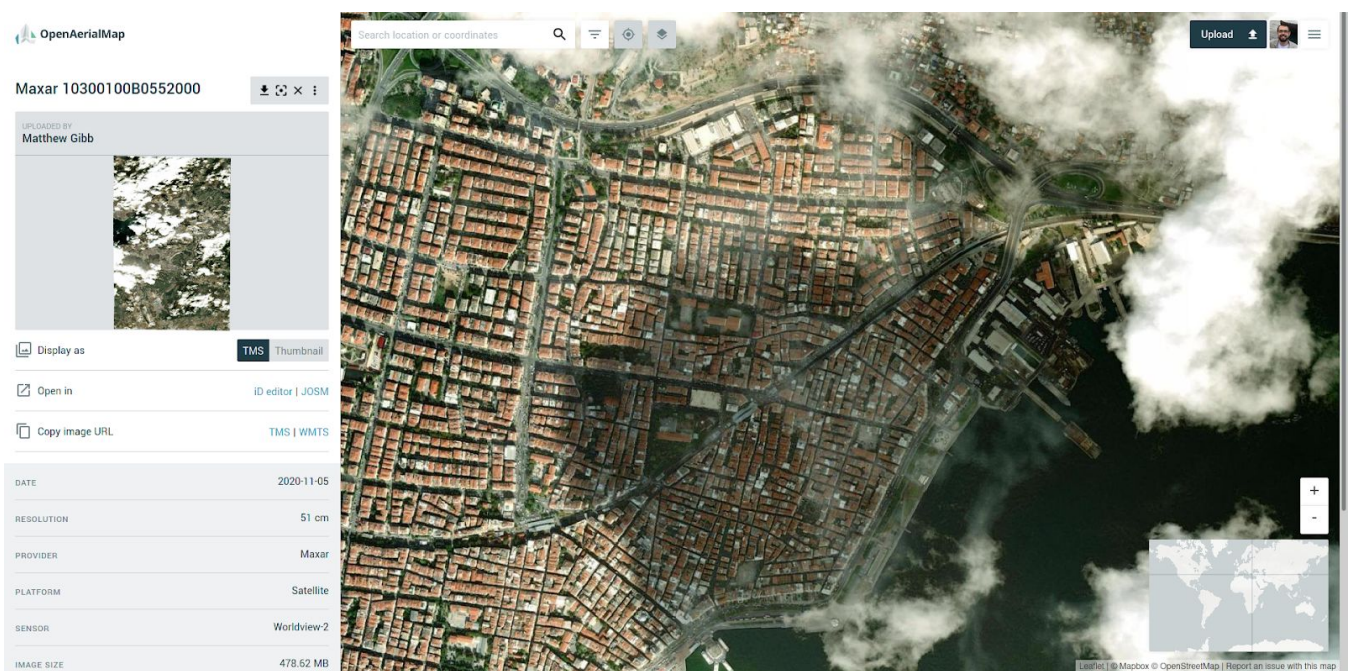 OpenAerialMap
Search location or coordinates
Upload
Maxar 10300100B0552000
UPLOADED BY
Matthew Gibb
Display as
TMS Thumbnail
Open in
iD editor | JOSM
Copy image URL
TMS | WMTS
DATE
2020-11-05
RESOLUTION
51 cm
PROVIDER
Maxar
PLATFORM
Satellite
SENSOR
Worldview-2
IMAGE SIZE
478.62 MB
+
-
Leaflet | © Mapbox © OpenStreetMap | Report an issue with this map